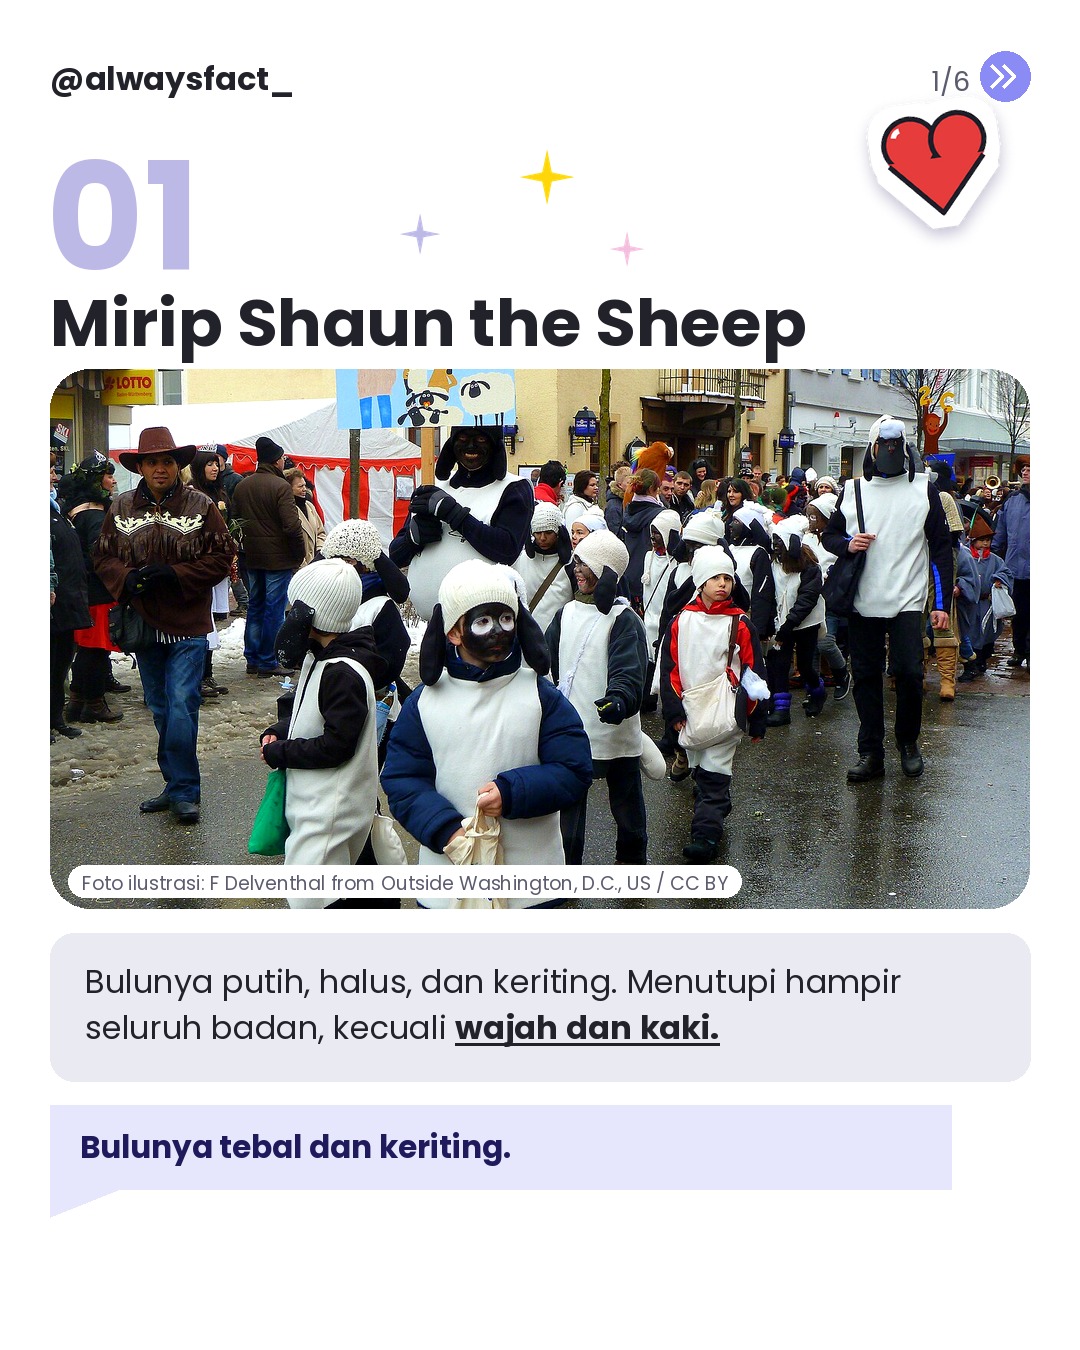 @alwaysfact_
1/6
01
Mirip Shaun the Sheep
LOTTO
Foto ilustrasi: F Delventhal from Outside Washington, D.C., US / CC BY
Bulunya putih, halus, dan keriting. Menutupi hampir
seluruh badan, kecuali wajah dan kaki.
Bulunya tebal dan keriting.